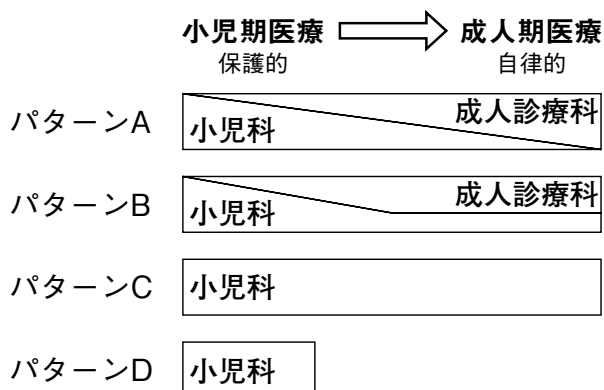 小児期医療 成人期医療
保護的 自律的
パターンA 小児科 成人診療科
パターンB 小児科 成人診療科
パターンC 小児科
パターンD 小児科